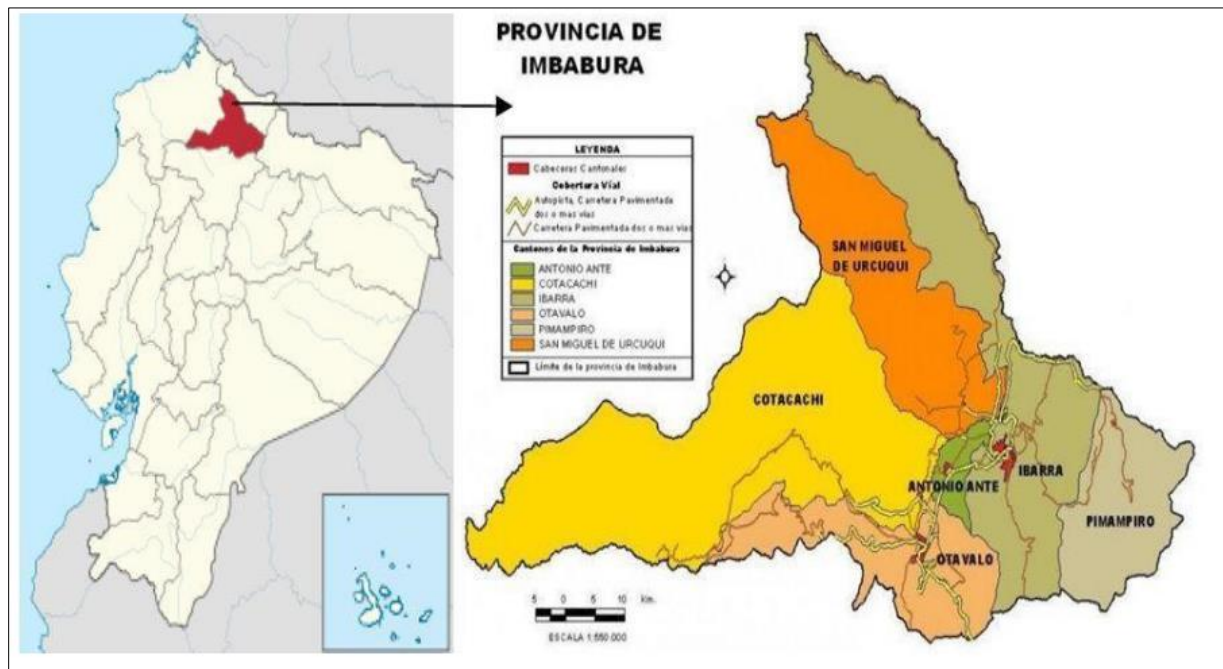 PROVINCIA DE
IMBABURA
LEYENDA
Cabeceras Cantonales
Cobertura Vial
Autopista, Carretera Pavimentada
dos o mas vias
Carretera Pavimentada dos o mas vias
Cantones de la Provincia de Imbabura
ANTONIO ANTE
COTACACHI
IBARRA
OTAVALO
PIMAMPIRO
SAN MIGUEL DE URCUQUI
Límite de la provincia de Imbabura
SAN MIGUEL
DE URCUQUI
COTACACHI
IBARRA
ANTONIO ANTE
PIMAMPIRO
OTAVALO
5 0 5 10 km.
ESCALA 1:550.000